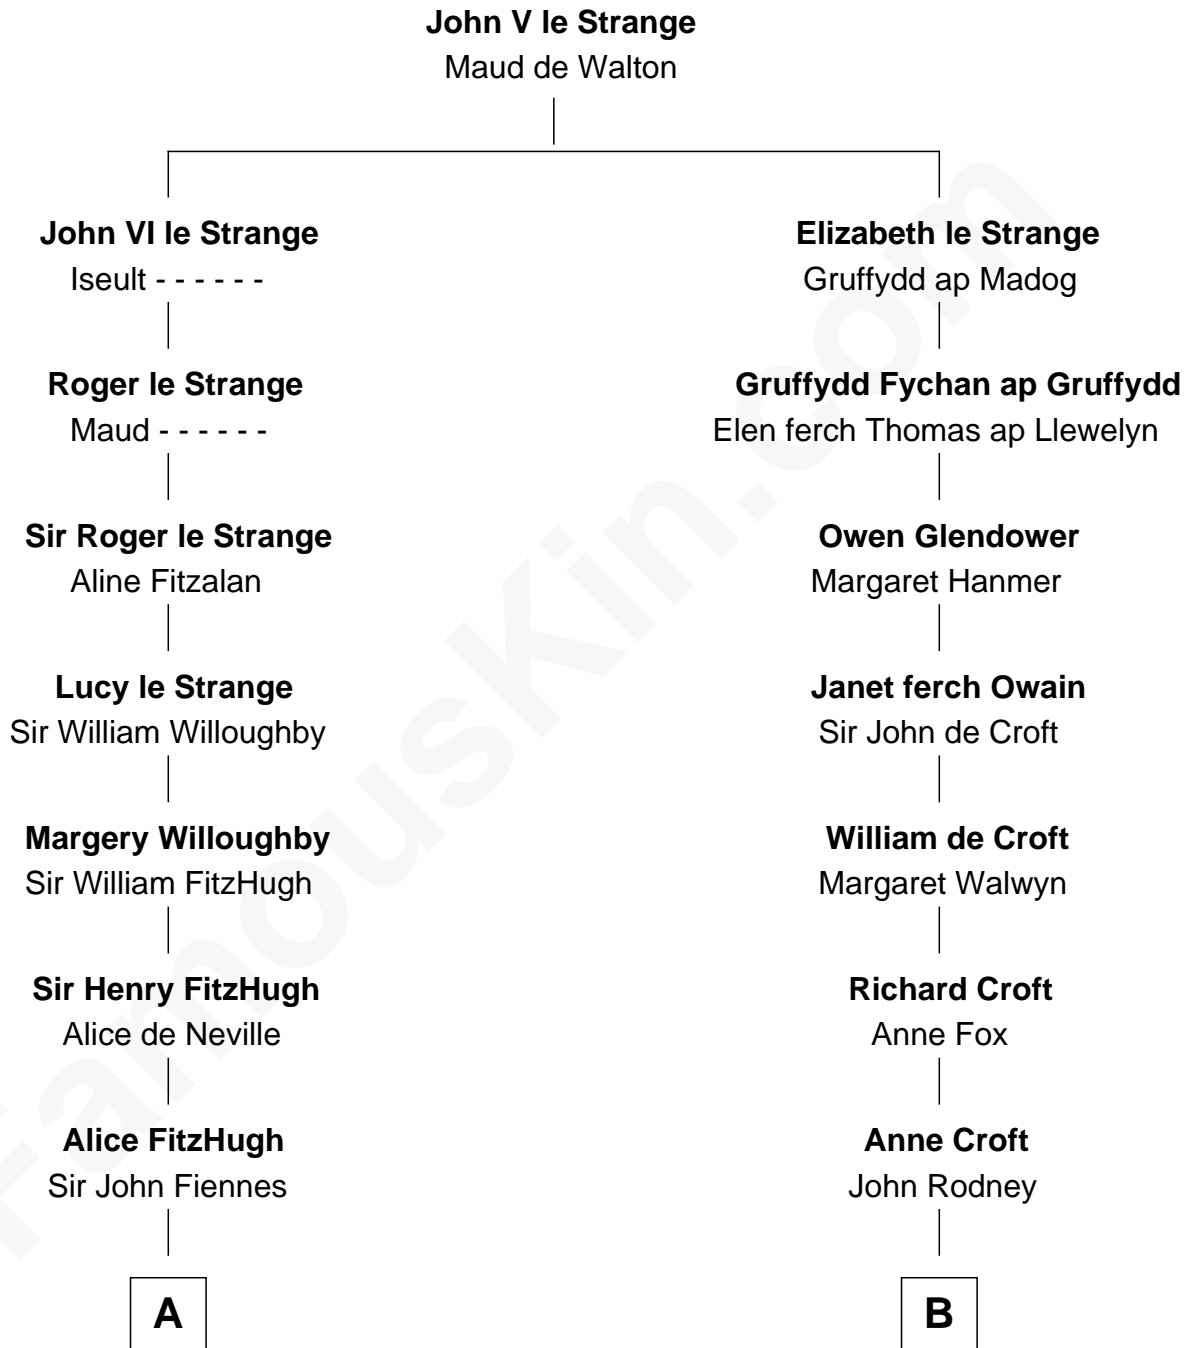 John V le Strange
Maud de Walton
John VI le Strange
Iseult - - - - - -
Roger le Strange
Maud - - - - - -
Sir Roger le Strange
Aline Fitzalan
Lucy le Strange
Sir William Willoughby
Margery Willoughby
Sir William FitzHugh
Sir Henry FitzHugh
Alice de Neville
Alice FitzHugh
Sir John Fiennes
A
Elizabeth le Strange
Gruffydd ap Madog
Gruffydd Fychan ap Gruffydd
Elen ferch Thomas ap Llewelyn
Owen Glendower
Margaret Hanmer
Janet ferch Owain
Sir John de Croft
William de Croft
Margaret Walwyn
Richard Croft
Anne Fox
Anne Croft
John Rodney
B
FamousKin.com